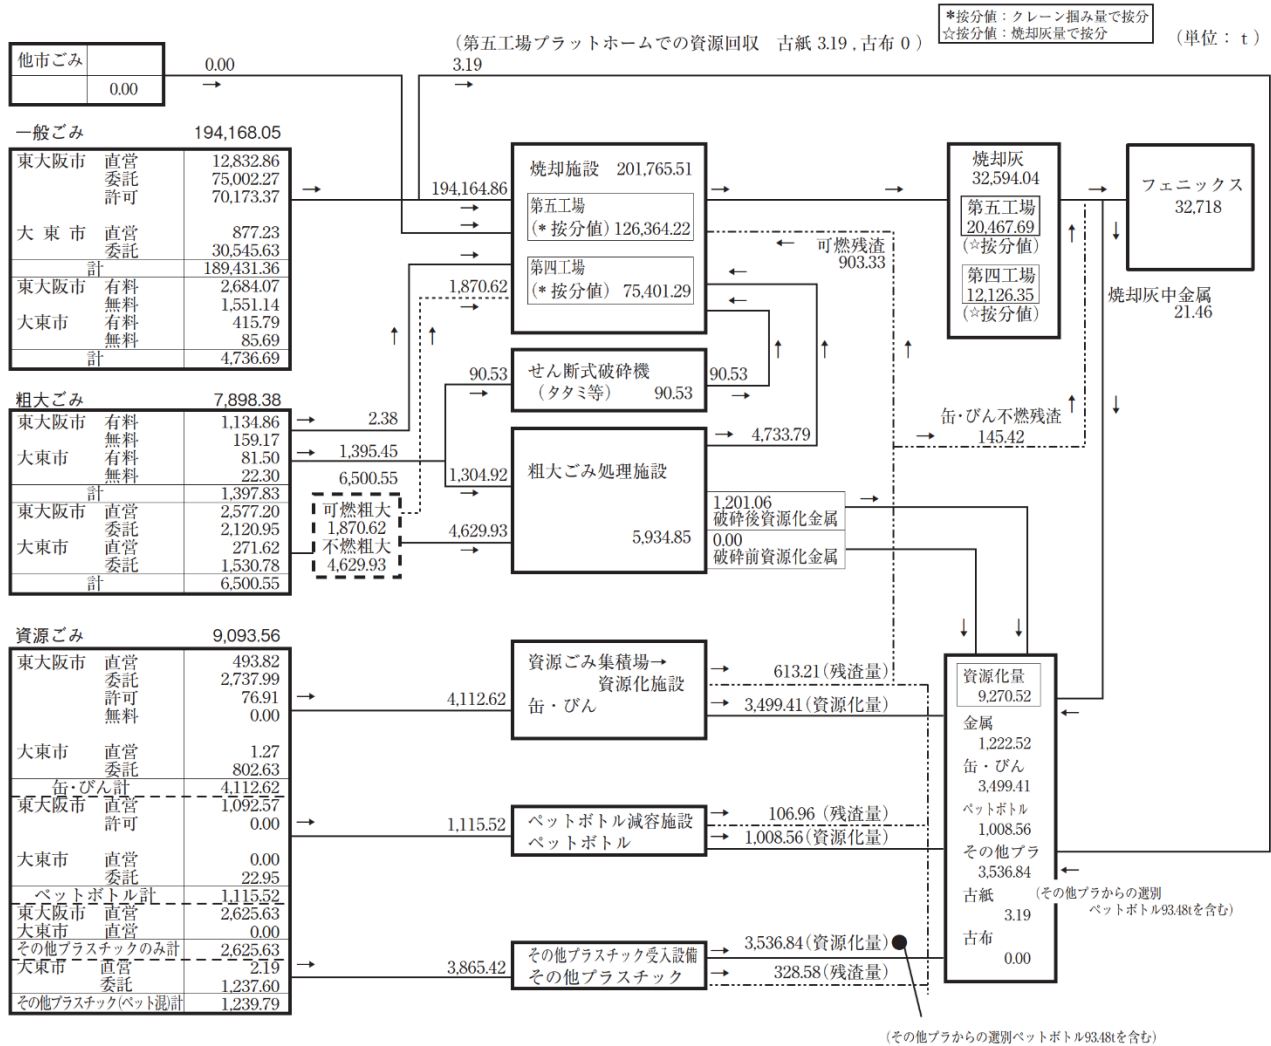 *按分値：クレーン掴み量で按分
☆按分値：焼却灰量で按分
（単位：ｔ）
（第五工場プラットホームでの資源回収　古紙 3.19 , 古布 0 ）
他市ごみ
0.00
0.00
→
3.19
→
一般ごみ 194,168.05
東大阪市 直営 12,832.86
委託 75,002.27
許可 70,173.37
大東市 直営 877.23
委託 30,545.63
計 189,431.36
東大阪市 有料 2,684.07
無料 1,551.14
大東市 有料 415.79
無料 85.69
計 4,736.69
粗大ごみ 7,898.38
東大阪市 有料 1,134.86
無料 159.17
大東市 有料 81.50
無料 22.30
計 1,397.83
東大阪市 直営 2,577.20
委託 2,120.95
大東市 直営 271.62
委託 1,530.78
計 6,500.55
資源ごみ 9,093.56
東大阪市 直営 493.82
委託 2,737.99
許可 76.91
無料 0.00
大東市 直営 1.27
委託 802.63
缶・びん計 4,112.62
東大阪市 直営 1,092.57
許可 0.00
大東市 直営 0.00
委託 22.95
ペットボトル計 1,115.52
東大阪市 直営 2,625.63
大東市 直営 0.00
その他プラスチックのみ計 2,625.63
大東市 直営 2.19
委託 1,237.60
その他プラスチック(ペット混)計 1,239.79
194,164.86
1,870.62
90.53
2.38
1,395.45
6,500.55
1,304.92
可燃粗大
1,870.62
不燃粗大
4,629.93
4,629.93
4,112.62
1,115.52
3,865.42
焼却施設 201,765.51
第五工場
(*按分値) 126,364.22
第四工場
(*按分値) 75,401.29
せん断式破砕機
（タタミ等） 90.53
90.53
粗大ごみ処理施設
5,934.85
4,733.79
1,201.06
破砕後資源化金属
0.00
破砕前資源化金属
資源ごみ集積場→
資源化施設
缶・びん
613.21(残渣量)
3,499.41(資源化量)
ペットボトル減容施設
ペットボトル
106.96 (残渣量)
1,008.56(資源化量)
その他プラスチック受入設備
その他プラスチック
3,536.84(資源化量)
328.58(残渣量)
可燃残渣
903.33
焼却灰
32,594.04
第五工場
20,467.69
(☆按分値)
第四工場
12,126.35
(☆按分値)
フェニックス
32,718
焼却灰中金属
21.46
缶・びん不燃残渣
145.42
資源化量
9,270.52
金属
1,222.52
缶・びん
3,499.41
ペットボトル
1,008.56
その他プラ
3,536.84
古紙
3.19
古布
0.00
（その他プラからの選別
ペットボトル93.48tを含む）
（その他プラからの選別ペットボトル93.48tを含む）